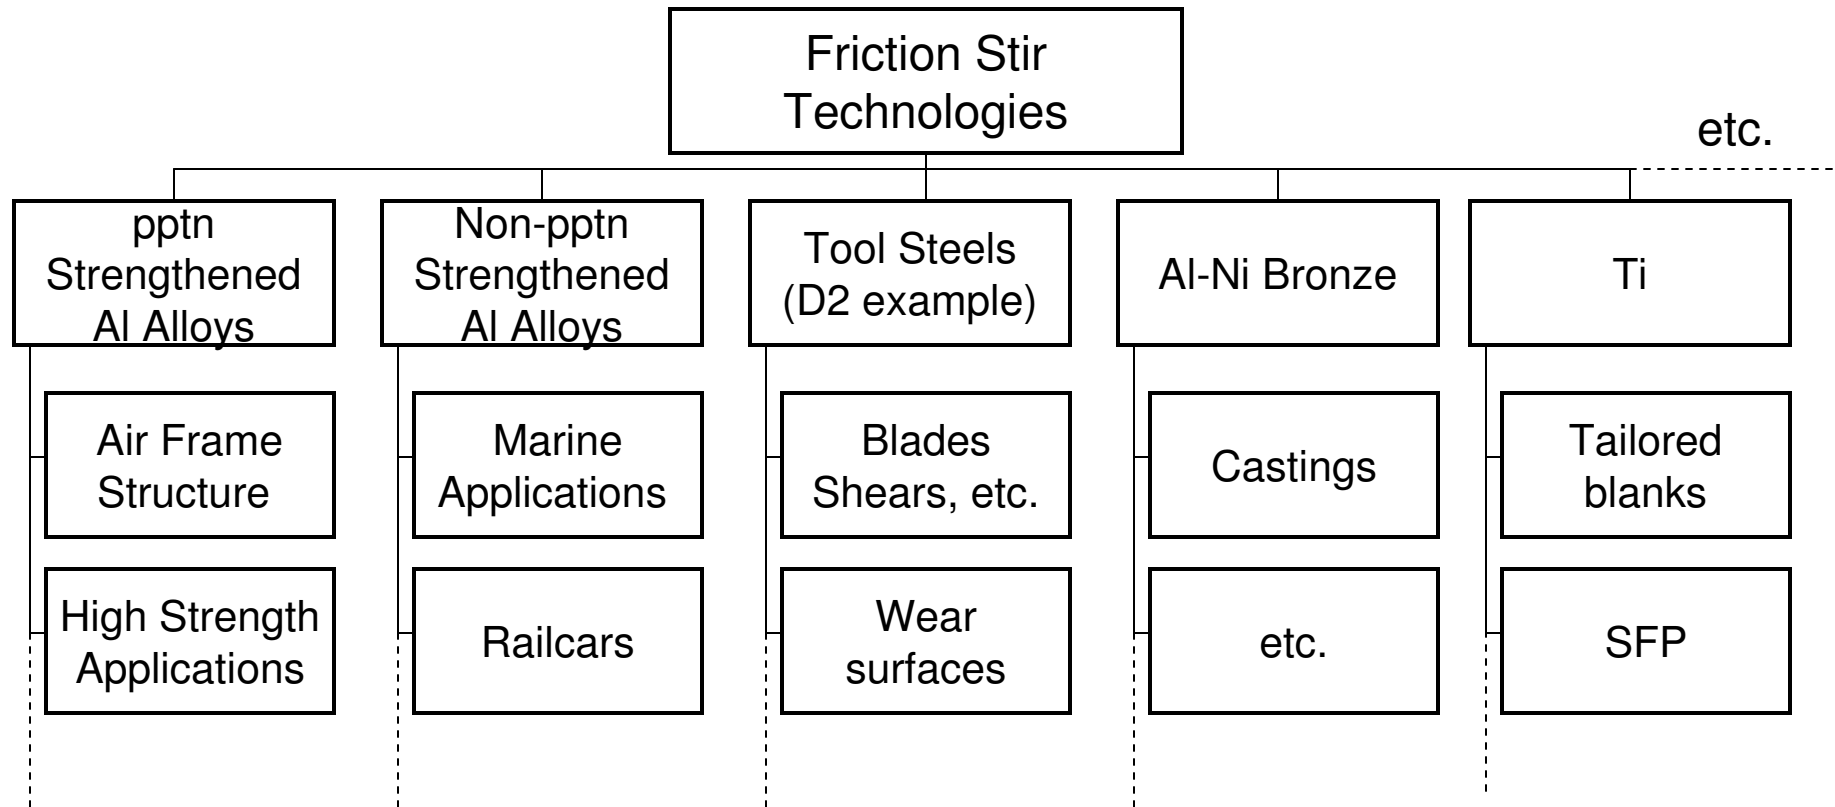 Friction Stir
Technologies
etc.
pptn
Strengthened
Al Alloys
Non-pptn
Strengthened
Al Alloys
Tool Steels
(D2 example)
Al-Ni Bronze
Ti
Air Frame
Structure
Marine
Applications
Blades
Shears, etc.
Castings
Tailored
blanks
High Strength
Applications
Railcars
Wear
surfaces
etc.
SFP